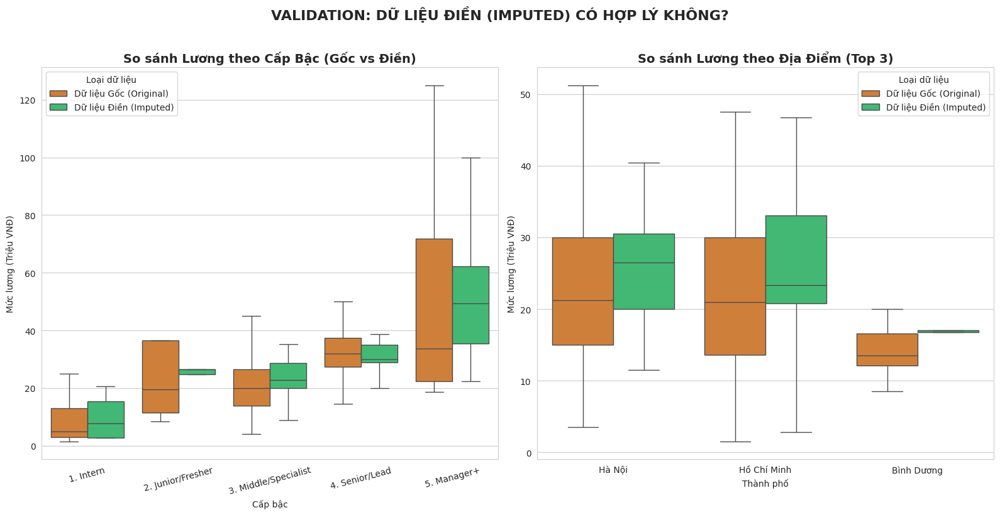 VALIDATION: DỮ LIỆU ĐIỀN (IMPUTED) CÓ HỢP LÝ KHÔNG?
So sánh Lương theo Cấp Bậc (Gốc vs Điền)
Loại dữ liệu
Dữ liệu Gốc (Original)
Dữ liệu Điền (Imputed)
Mức lương (Triệu VNĐ)
120
100
80
60
40
20
0
1. Intern
2. Junior/Fresher
3. Middle/Specialist
4. Senior/Lead
5. Manager+
Cấp bậc
So sánh Lương theo Địa Điểm (Top 3)
Loại dữ liệu
Dữ liệu Gốc (Original)
Dữ liệu Điền (Imputed)
Mức lương (Triệu VNĐ)
50
40
30
20
10
0
Hà Nội
Hồ Chí Minh
Bình Dương
Thành phố